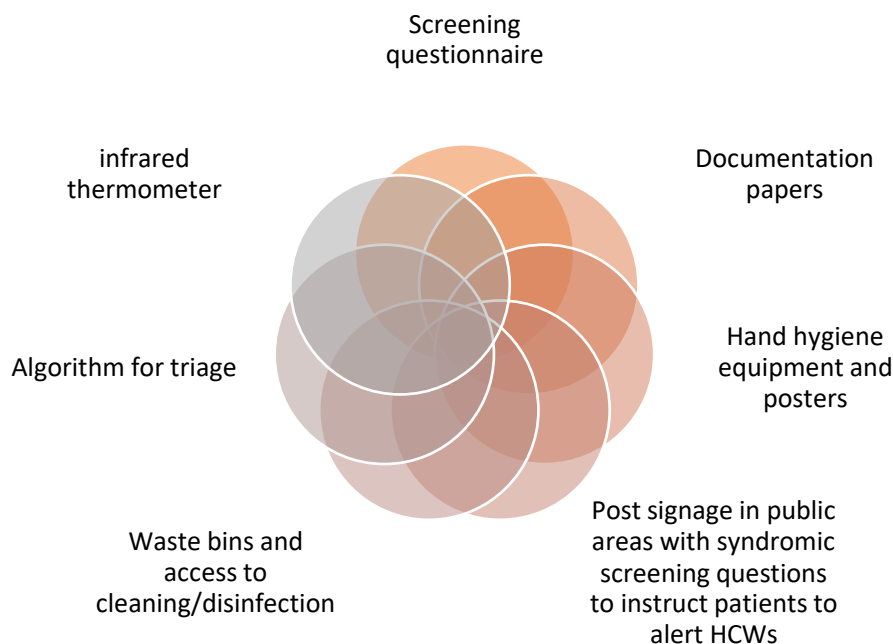 Screening
questionnaire
infrared
thermometer
Documentation
papers
Algorithm for triage
Hand hygiene
equipment and
posters
Waste bins and
access to
cleaning/disinfection
Post signage in public
areas with syndromic
screening questions
to instruct patients to
alert HCWs